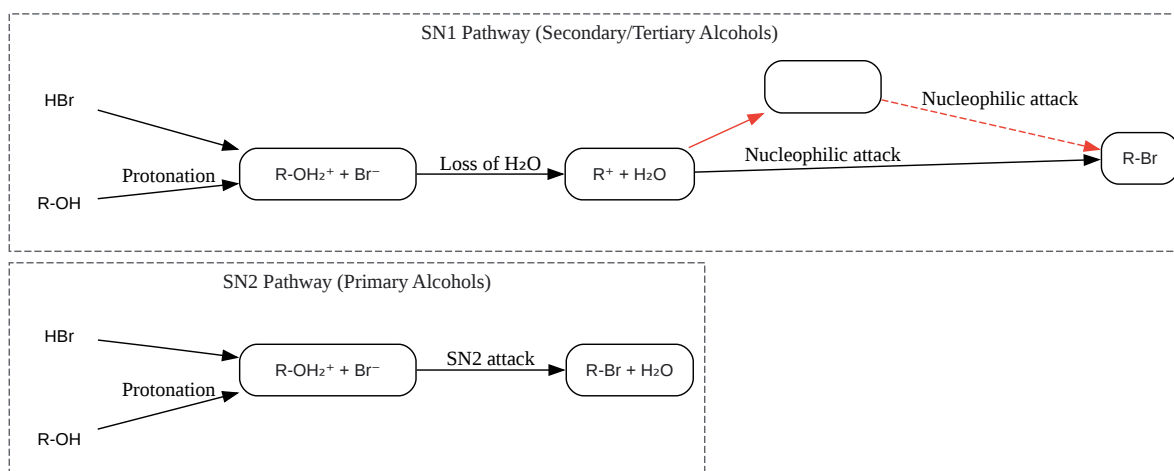 SN1 Pathway (Secondary/Tertiary Alcohols)
HBr
Protonation
R-OH
R-OH₂⁺ + Br⁻
Loss of H₂O
R⁺ + H₂O
Nucleophilic attack
Nucleophilic attack
R-Br
SN2 Pathway (Primary Alcohols)
HBr
Protonation
R-OH
R-OH₂⁺ + Br⁻
SN2 attack
R-Br + H₂O